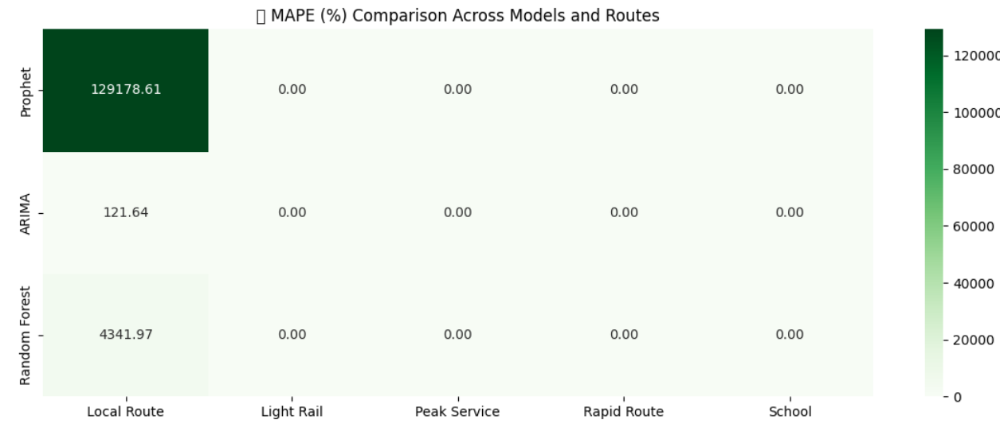 ▯ MAPE (%) Comparison Across Models and Routes
Prophet
129178.61 0.00 0.00 0.00 0.00
ARIMA
121.64 0.00 0.00 0.00 0.00
Random Forest
4341.97 0.00 0.00 0.00 0.00
Local Route Light Rail Peak Service Rapid Route School
120000
100000
80000
60000
40000
20000
0